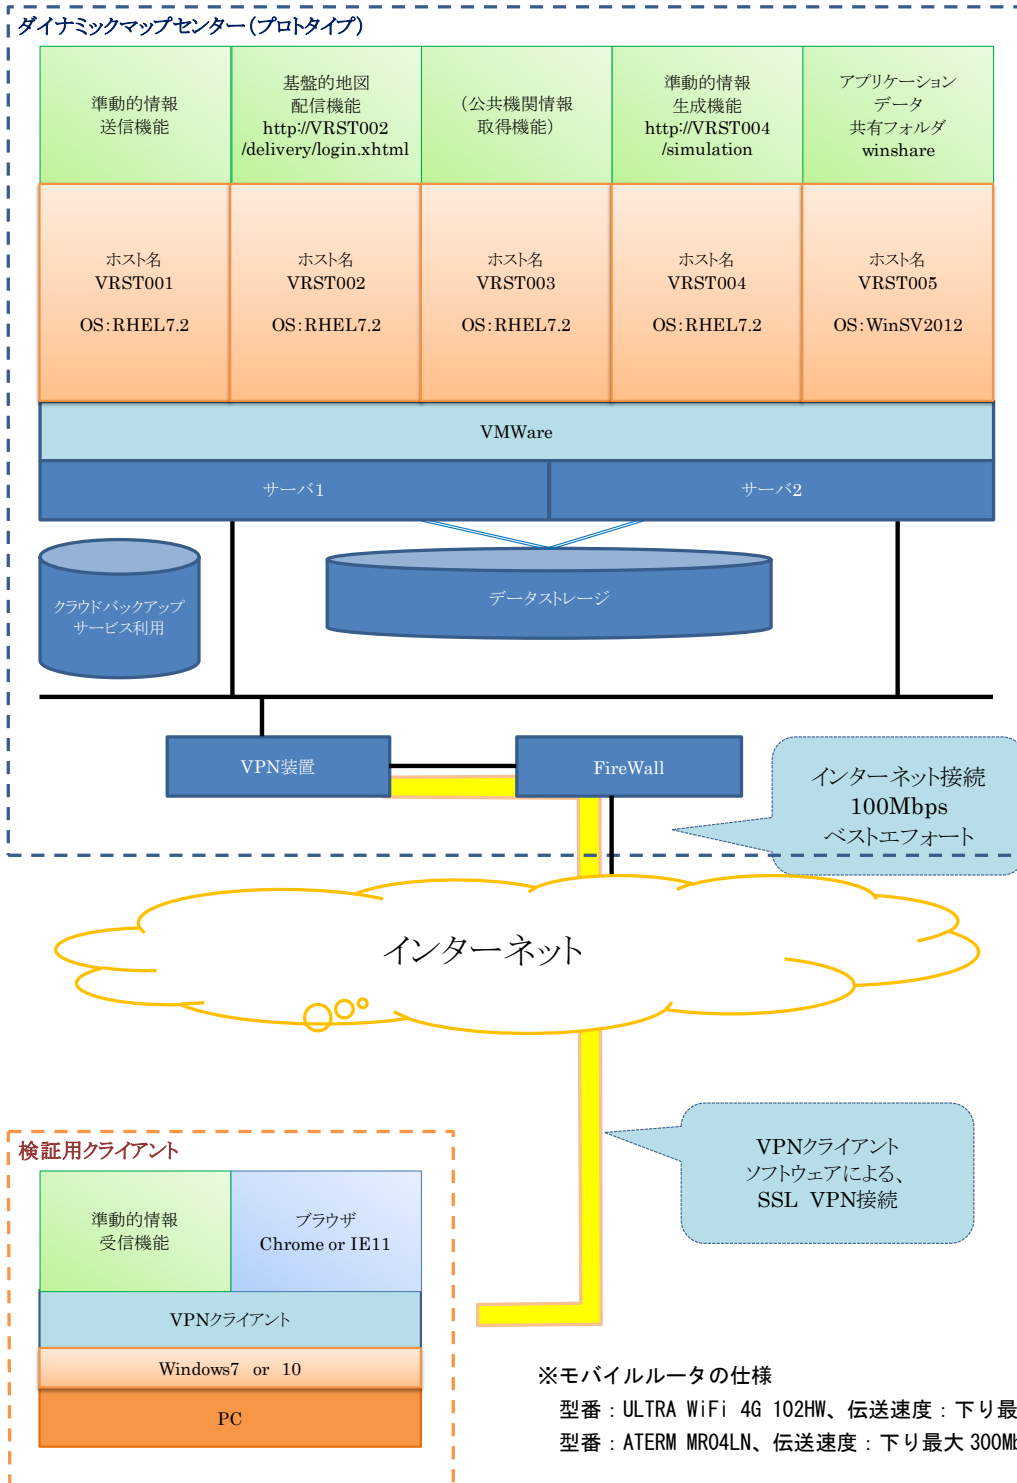 ダイナミックマップセンター(プロトタイプ)
準動的情報
送信機能
基盤的地図
配信機能
http://VRST002
/delivery/login.xhtml
(公共機関情報
取得機能)
準動的情報
生成機能
http://VRST004
/simulation
アプリケーション
データ
共有フォルダ
winshare
ホスト名
VRST001
OS:RHEL7.2
ホスト名
VRST002
OS:RHEL7.2
ホスト名
VRST003
OS:RHEL7.2
ホスト名
VRST004
OS:RHEL7.2
ホスト名
VRST005
OS:WinSV2012
VMWare
サーバ1
サーバ2
クラウドバックアップ
サービス利用
データストレージ
VPN装置
FireWall
インターネット接続
100Mbps
ベストエフォート
インターネット
VPNクライアント
ソフトウェアによる、
SSL VPN接続
検証用クライアント
準動的情報
受信機能
ブラウザ
Chrome or IE11
VPNクライアント
Windows7 or 10
PC
※モバイルルータの仕様
型番:ULTRA WiFi 4G 102HW、伝送速度:下り最
型番:ATERM MR04LN、伝送速度:下り最大 300Mb